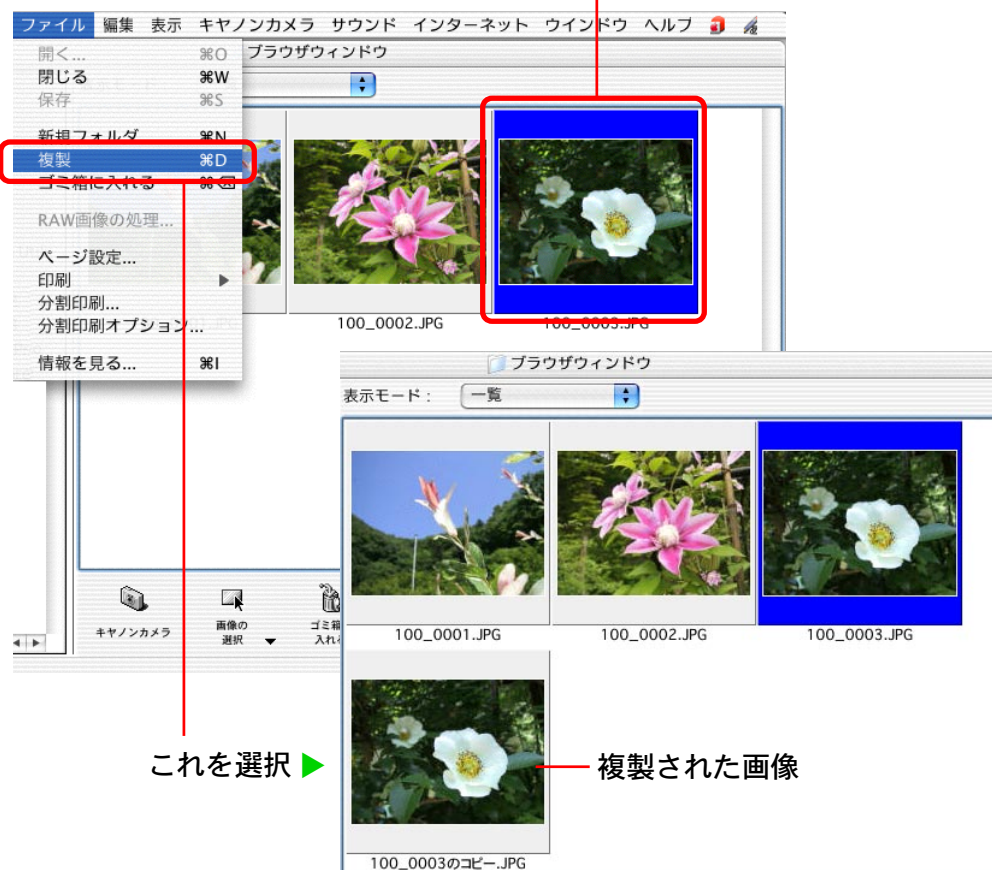 ファイル 編集 表示 キヤノンカメラ サウンド インターネット ウインドウ ヘルプ
開く... ⌘O
ブラウザウィンドウ
閉じる ⌘W
保存 ⌘S
新規フォルダ ⌘N
複製 ⌘D
ゴミ箱に入れる ⌘⌫
RAW画像の処理...
ページ設定...
印刷 ▶
分割印刷...
分割印刷オプション...
情報を見る... ⌘I
100_0002.JPG 100_0003.JPG
ブラウザウィンドウ
表示モード: 一覧
100_0001.JPG 100_0002.JPG 100_0003.JPG
キヤノンカメラ
画像の
選択
ゴミ箱
入れ
これを選択 ▶
複製された画像
100_0003のコピー.JPG